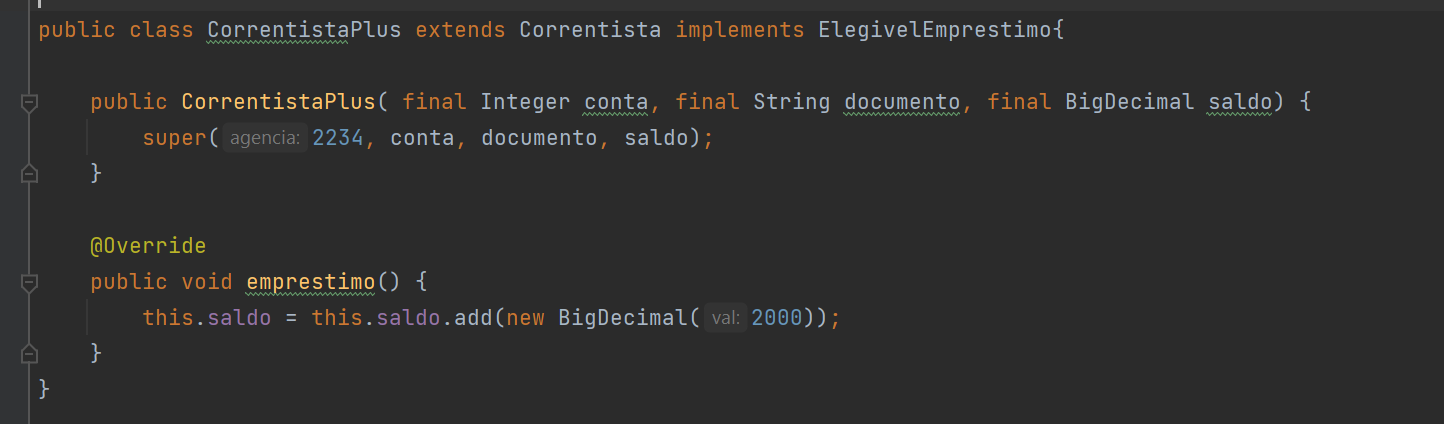 public class CorrentistaPlus extends Correntista implements ElegivelEmprestimo{
public CorrentistaPlus( final Integer conta, final String documento, final BigDecimal saldo) {
super( agencia: 2234, conta, documento, saldo);
}
@Override
public void emprestimo() {
this.saldo = this.saldo.add(new BigDecimal( val: 2000));
}
}